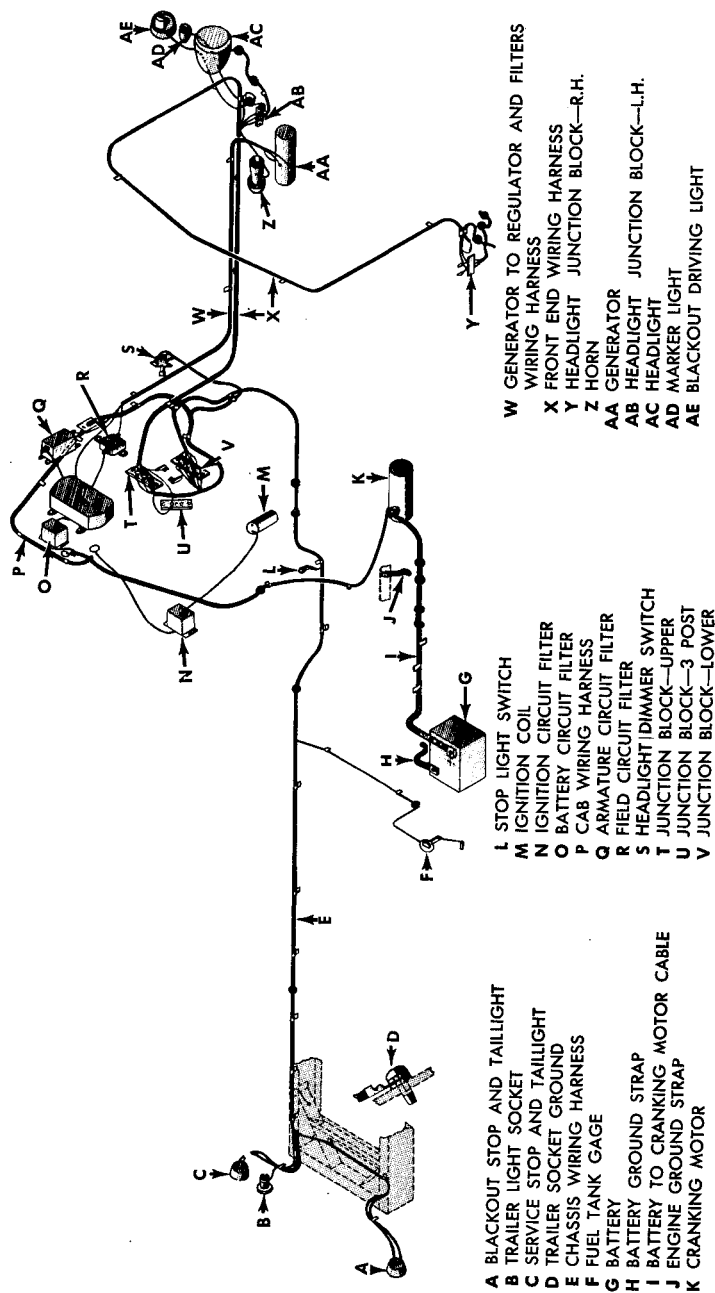 A
B
C
D
E
F
G
H
I
J
K
L
M
N
O
P
Q
R
S
T
U
V
W
X
Y
Z
AA
AB
AC
AD
AE
A BLACKOUT STOP AND TAILLIGHT
B TRAILER LIGHT SOCKET
C SERVICE STOP AND TAILLIGHT
D TRAILER SOCKET GROUND
E CHASSIS WIRING HARNESS
F FUEL TANK GAGE
G BATTERY
H BATTERY GROUND STRAP
I BATTERY TO CRANKING MOTOR CABLE
J ENGINE GROUND STRAP
K CRANKING MOTOR
L STOP LIGHT SWITCH
M IGNITION COIL
N IGNITION CIRCUIT FILTER
O BATTERY CIRCUIT FILTER
P CAB WIRING HARNESS
Q ARMATURE CIRCUIT FILTER
R FIELD CIRCUIT FILTER
S HEADLIGHT DIMMER SWITCH
T JUNCTION BLOCK—UPPER
U JUNCTION BLOCK—3 POST
V JUNCTION BLOCK—LOWER
W GENERATOR TO REGULATOR AND FILTERS
WIRING HARNESS
X FRONT END WIRING HARNESS
Y HEADLIGHT JUNCTION BLOCK—R.H.
Z HORN
AA GENERATOR
AB HEADLIGHT JUNCTION BLOCK—L.H.
AC HEADLIGHT
AD MARKER LIGHT
AE BLACKOUT DRIVING LIGHT